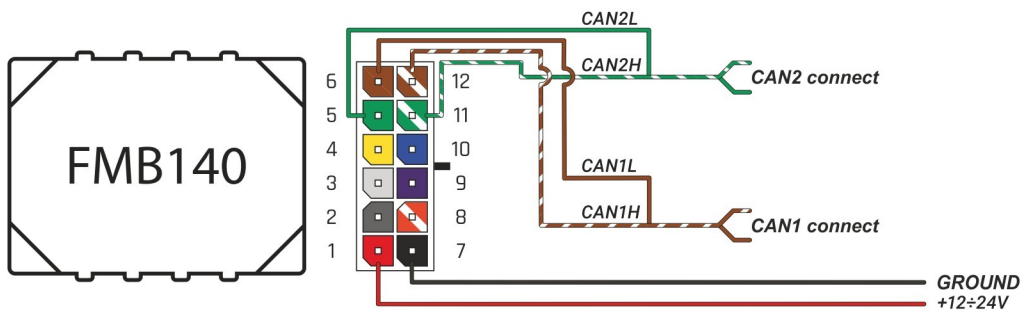 CAN2L
CAN2H
CAN2 connect
FMB140
6 12
5 11
4 10
3 9
2 8
1 7
CAN1L
CAN1H
CAN1 connect
GROUND
+12÷24V